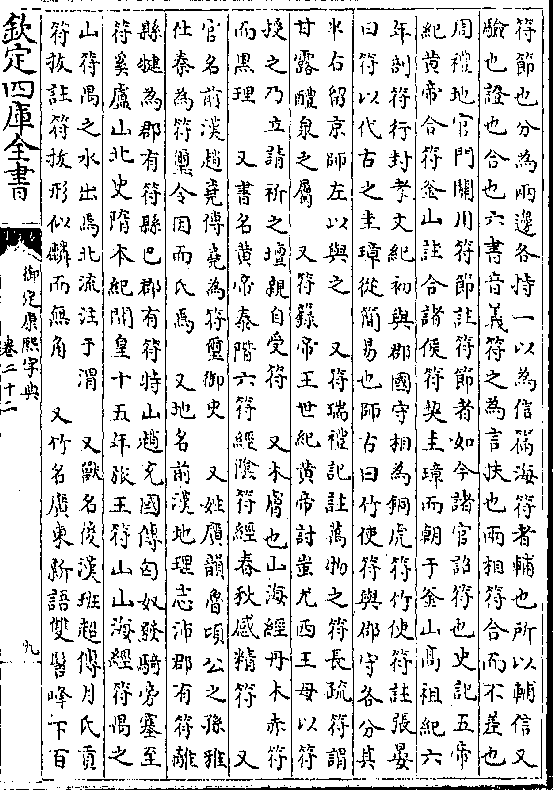 符節也分為兩邊各持一以為信篇海符者輔也所以輔信又
驗也證也合也六書音義符之為言扶也兩相符合而不差也
周禮地官門關用符節註符節者如今諸官詔符也史記五帝
紀黃帝合符釜山註合諸侯符契圭璋而朝于釜山高祖紀六
年剖符行封孝文紀初與郡國守相為銅虎符竹使符註張晏
曰符以代古之圭璋從簡易也師古曰竹使符與郡守各分其
半右留京師左以與之　又符瑞禮記註萬物之符長疏符謂
甘露醴泉之屬　又符籙帝王世紀黃帝討蚩尤西王母以符
授之乃立請祈之壇親自受符　又木膚也山海經丹木赤符
而黑理　又書名黃帝泰階六符經陰符經春秋感精符　又
官名前漢趙堯傳堯為符璽御史　又姓廣韻魯頃公之孫雅
仕秦為符璽令因而氏焉　又地名前漢地理志沛郡有符離
縣犍為郡有符縣巴郡有符特山趙充國傳匈奴發騎旁塞至
符奚盧山北史隋本紀開皇十五年張王符山山海經符禺之
山符禺之水出焉北流注于渭　又獸名後漢班超傳月氏貢
符拔註符拔形似麟而無角　又竹名廣東新語雙髻峰下百
欽定四庫全書
御定康熙字典
卷二十二
九